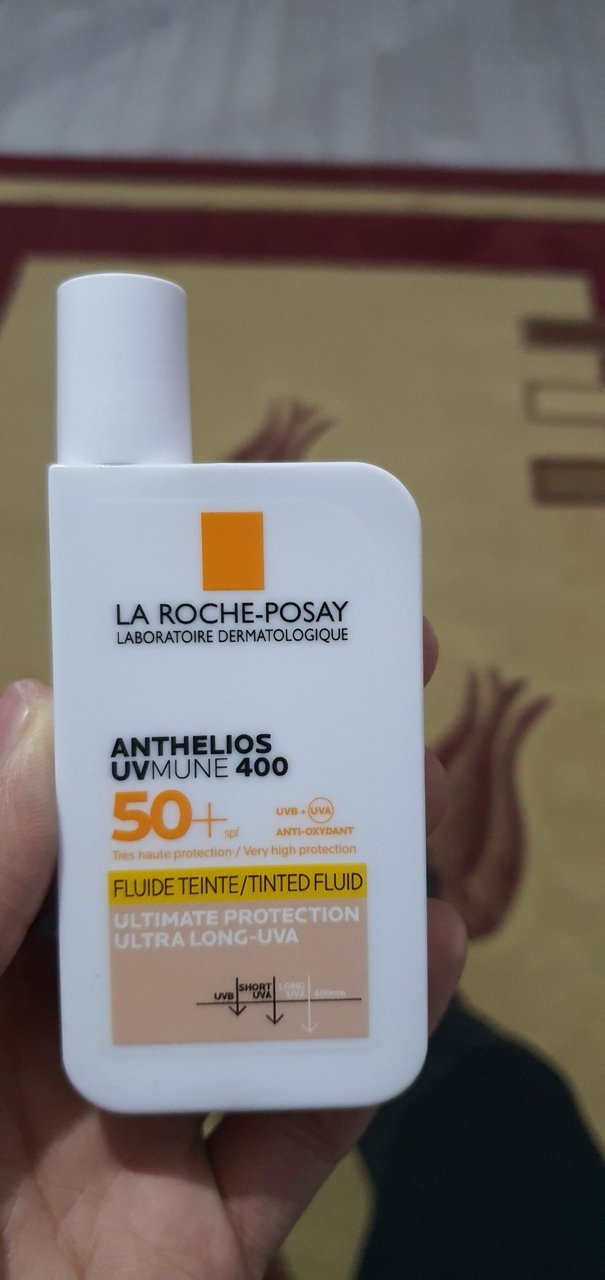 LA ROCHE-POSAY
LABORATOIRE DERMATOLOGIQUE
ANTHELIOS
UVMUNE 400
50+ spf
UVB + UVA
ANTI-OXYDANT
Très haute protection / Very high protection
FLUIDE TEINTE/TINTED FLUID
ULTIMATE PROTECTION
ULTRA LONG-UVA
UVB SHORT UVA LONG UVA 400nm